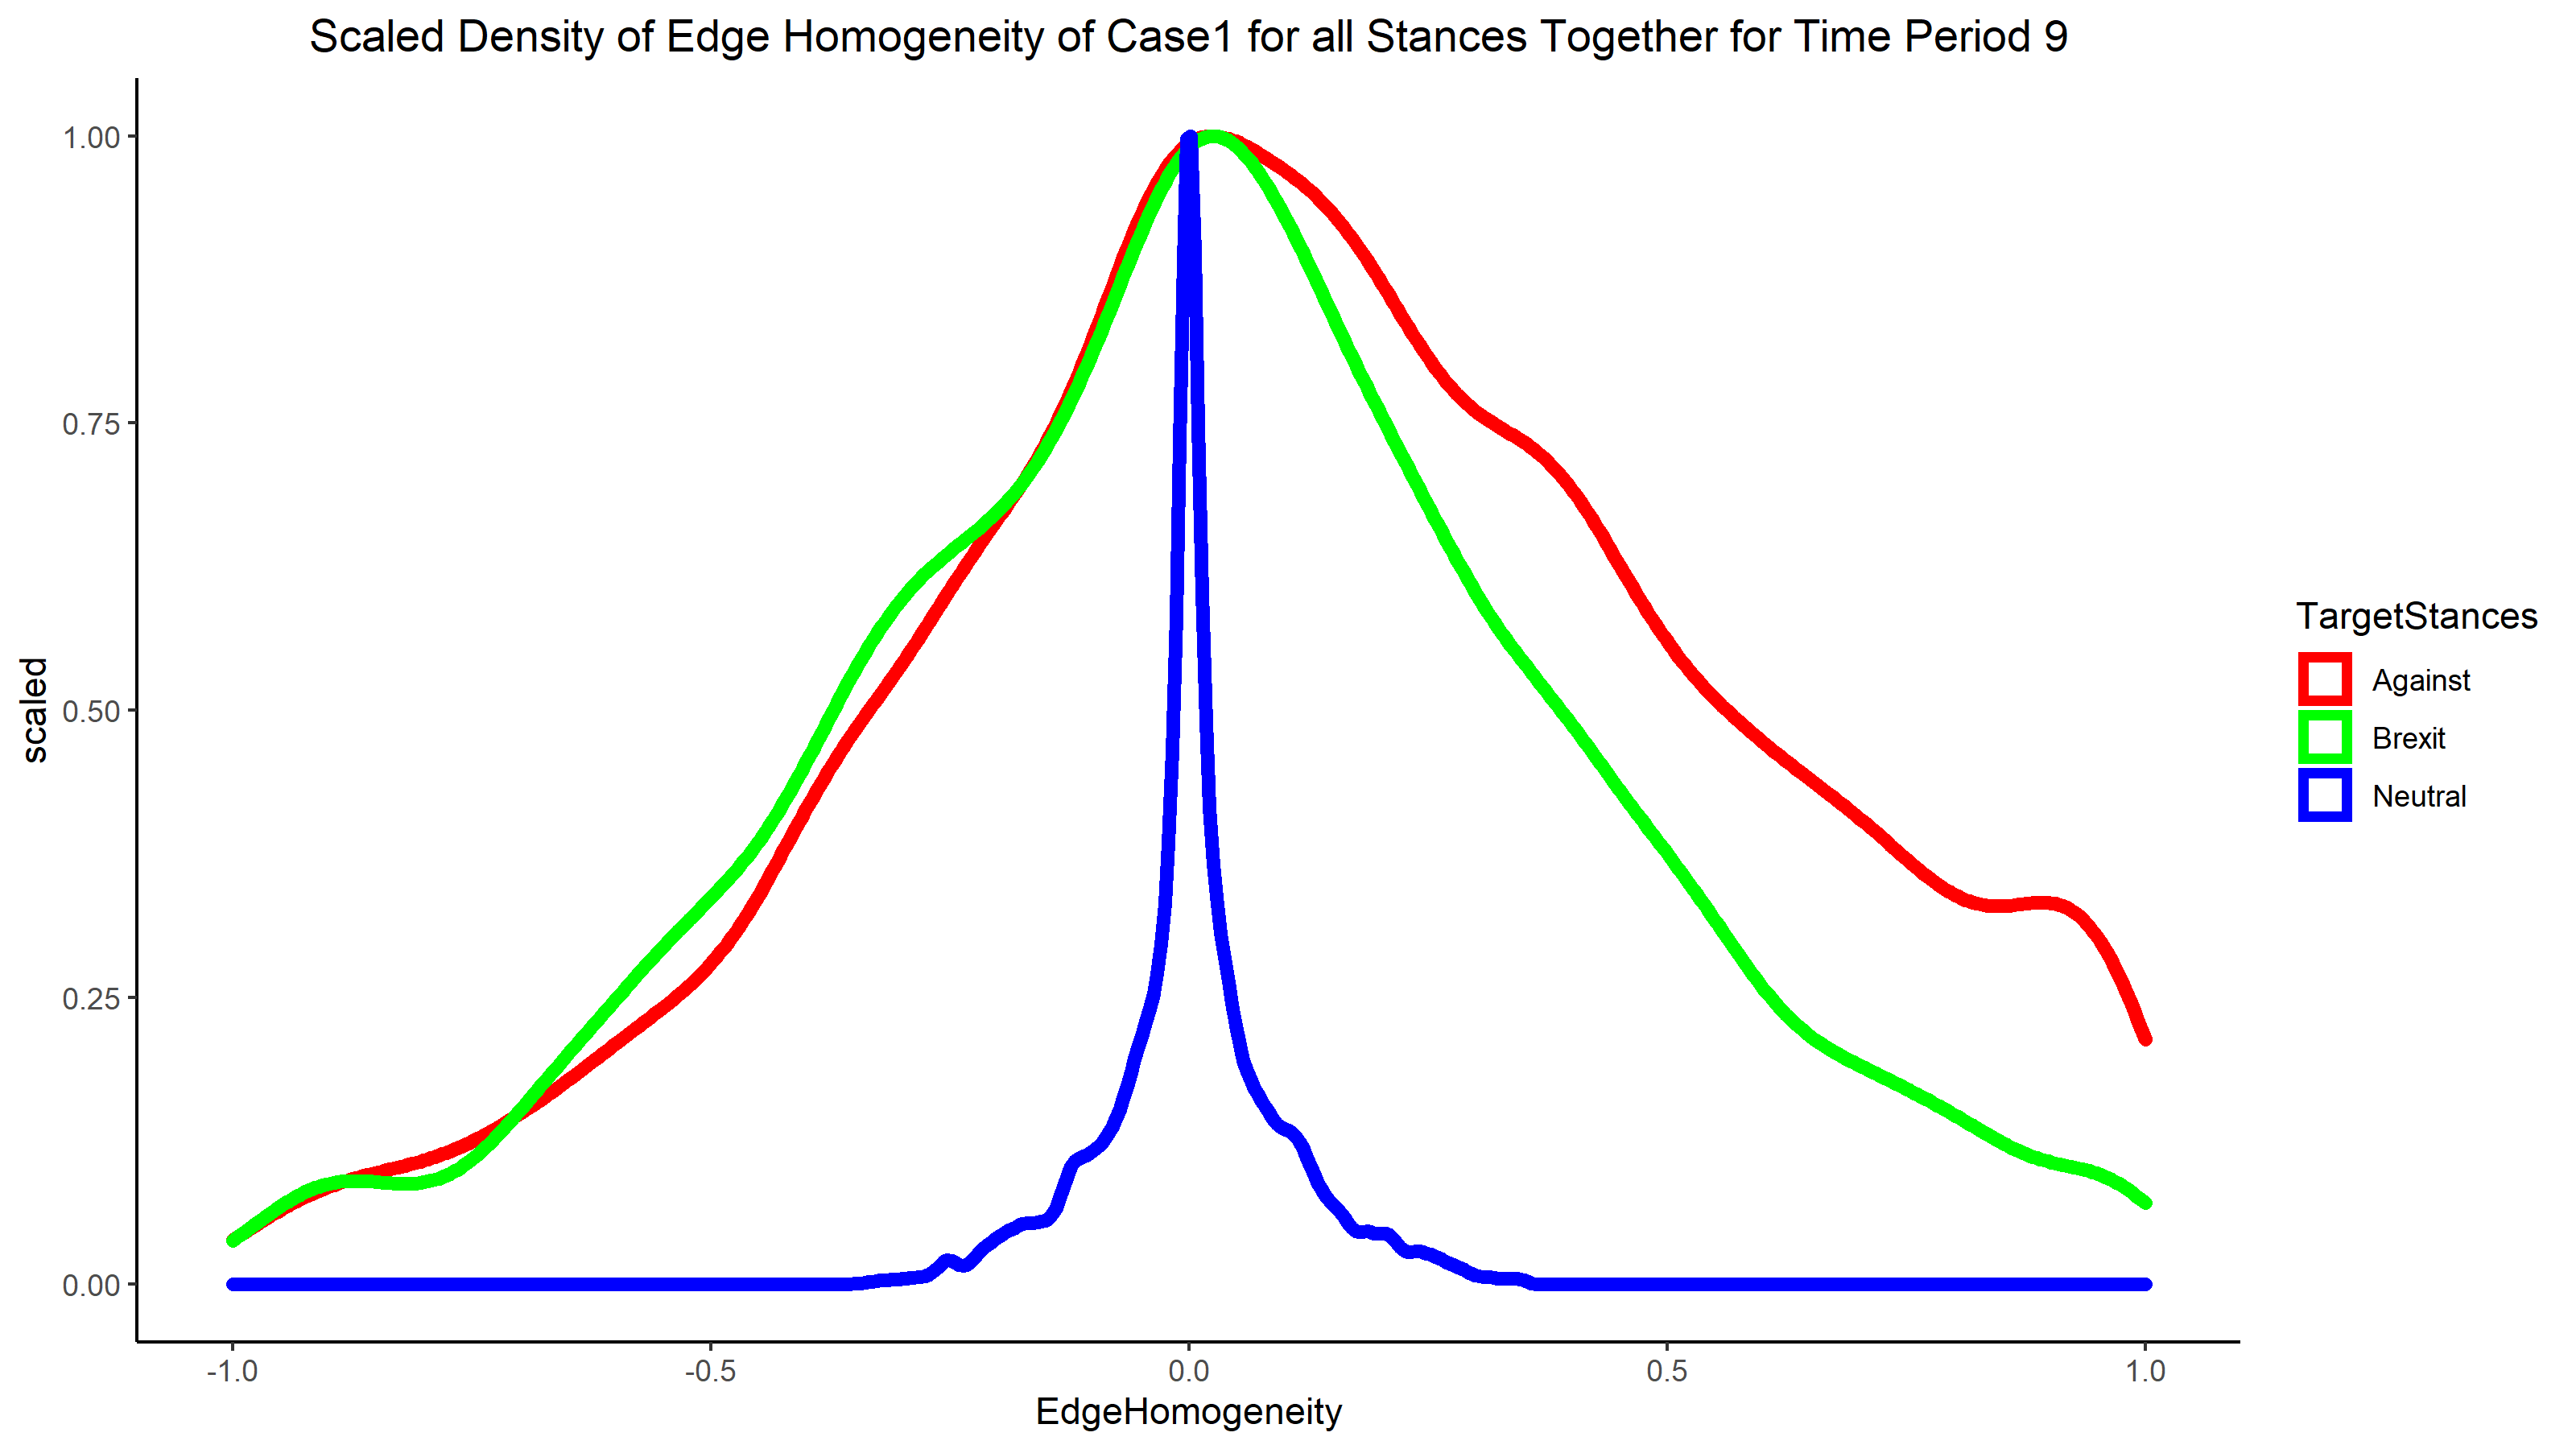 Scaled Density of Edge Homogeneity of Case1 for all Stances Together for Time Period 9
1.00
0.75
0.50
0.25
0.00
scaled
-1.0
-0.5
0.0
0.5
1.0
EdgeHomogeneity
TargetStances
Against
Brexit
Neutral